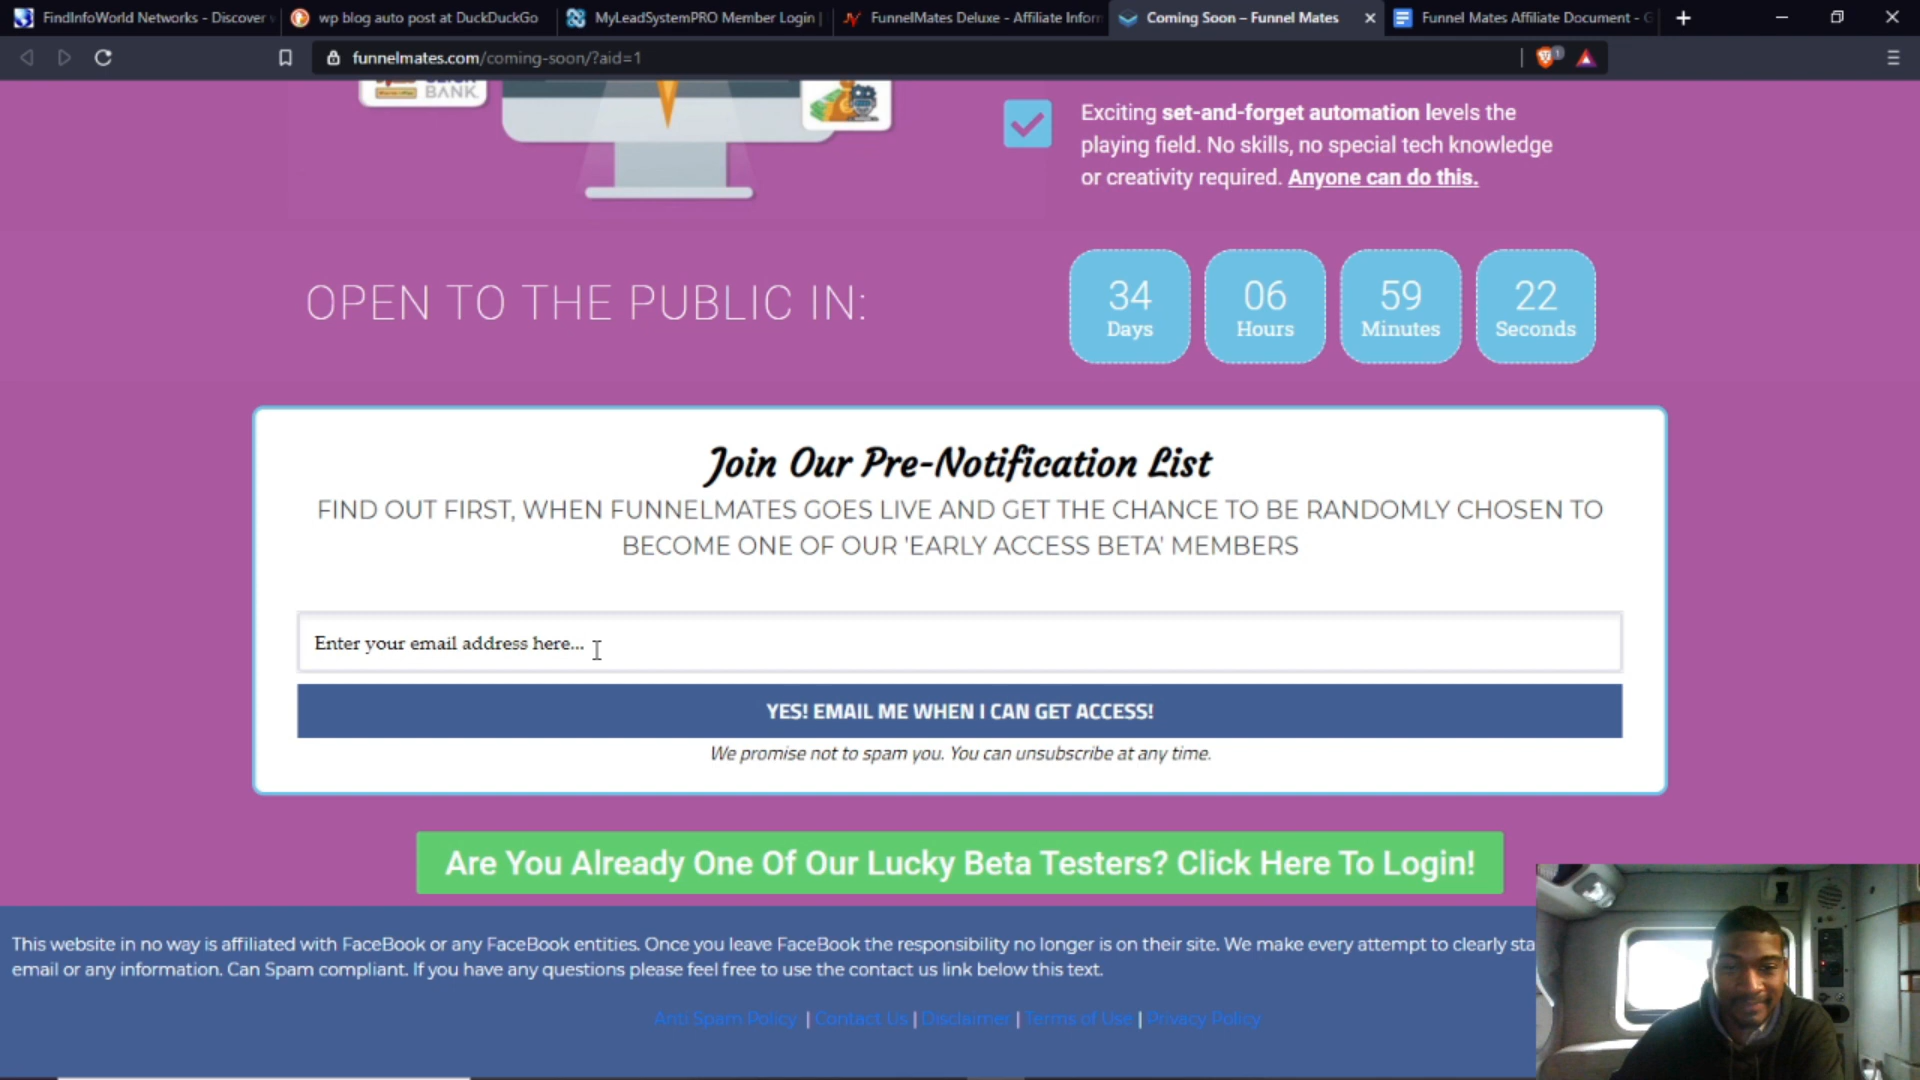 FindInfoWorld Networks - Discover
wp blog auto post at DuckDuckGo
MyLeadSystemPRO Member Login |
FunnelMates Deluxe - Affiliate Inform
Coming Soon – Funnel Mates
Funnel Mates Affiliate Document - G
funnelmates.com/coming-soon/?aid=1
BANK
Exciting set-and-forget automation levels the
playing field. No skills, no special tech knowledge
or creativity required. Anyone can do this.
OPEN TO THE PUBLIC IN:
34 06 59 22
Days Hours Minutes Seconds
Join Our Pre-Notification List
FIND OUT FIRST, WHEN FUNNELMATES GOES LIVE AND GET THE CHANCE TO BE RANDOMLY CHOSEN TO
BECOME ONE OF OUR 'EARLY ACCESS BETA' MEMBERS
Enter your email address here...
YES! EMAIL ME WHEN I CAN GET ACCESS!
We promise not to spam you. You can unsubscribe at any time.
Are You Already One Of Our Lucky Beta Testers? Click Here To Login!
This website in no way is affiliated with FaceBook or any FaceBook entities. Once you leave FaceBook the responsibility no longer is on their site. We make every attempt to clearly sta
email or any information. Can Spam compliant. If you have any questions please feel free to use the contact us link below this text.
Anti Spam Policy | Contact Us | Disclaimer | Terms of Use | Privacy Policy